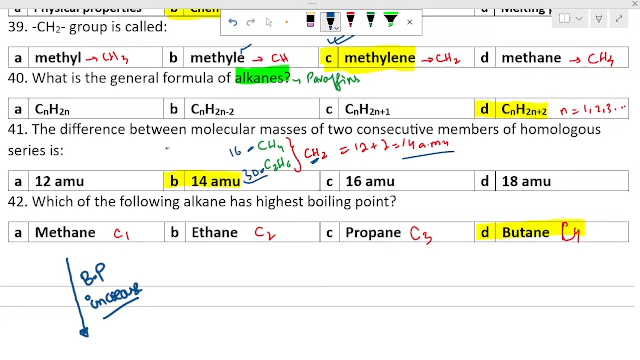 39. -CH₂- group is called:
a methyl → CH₃ b methyle → CH c methylene → CH₂ d methane → CH₄
40. What is the general formula of alkanes? → Paraffins
a CnH2n b CnH2n-2 c CnH2n+1 d CnH2n+2 n = 1, 2, 3 ...
41. The difference between molecular masses of two consecutive members of homologous
series is: 16 CH₄ 30 C₂H₆ } CH₂ = 12 + 2 = 14 a.m.u
a 12 amu b 14 amu c 16 amu d 18 amu
42. Which of the following alkane has highest boiling point?
a Methane C₁ b Ethane C₂ c Propane C₃ d Butane C₄
B.P
increase